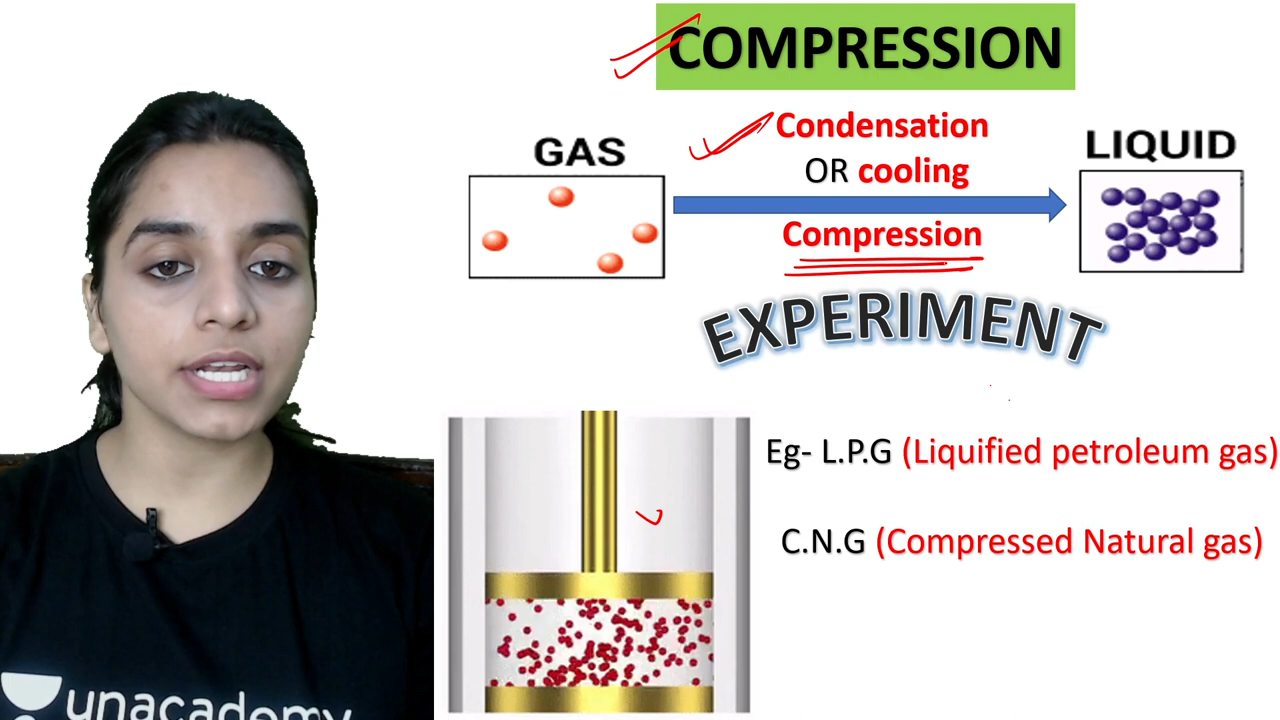 COMPRESSION
Condensation
OR cooling
GAS
LIQUID
Compression
EXPERIMENT
Eg- L.P.G (Liquified petroleum gas)
C.N.G (Compressed Natural gas)
unacademy